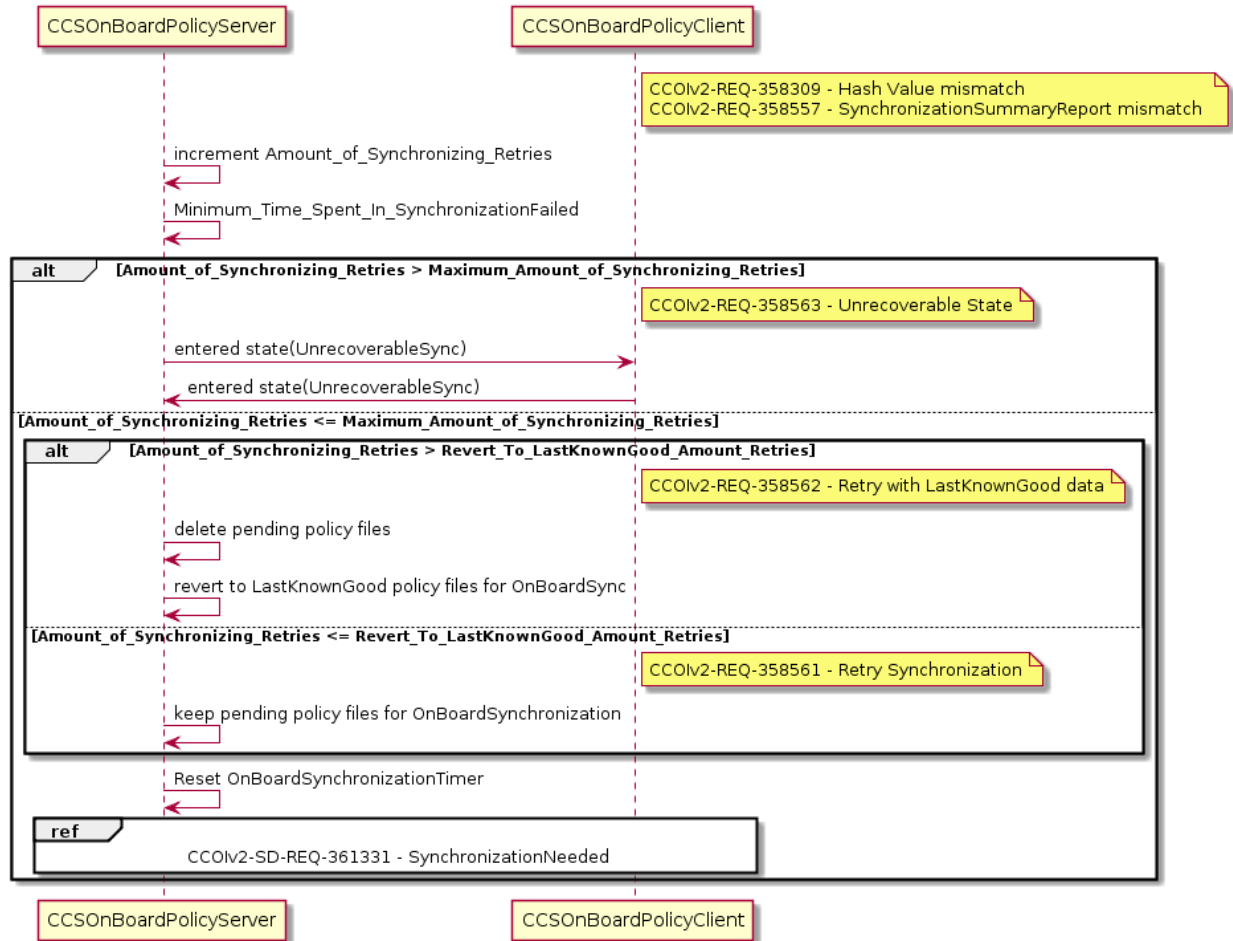 CCSOnBoardPolicyServer
CCSOnBoardPolicyClient
CCOIv2-REQ-358309 - Hash Value mismatch
CCOIv2-REQ-358557 - SynchronizationSummaryReport mismatch
increment Amount_of_Synchronizing_Retries
Minimum_Time_Spent_In_SynchronizationFailed
alt
[Amount_of_Synchronizing_Retries > Maximum_Amount_of_Synchronizing_Retries]
CCOIv2-REQ-358563 - Unrecoverable State
entered state(UnrecoverableSync)
entered state(UnrecoverableSync)
[Amount_of_Synchronizing_Retries <= Maximum_Amount_of_Synchronizing_Retries]
alt
[Amount_of_Synchronizing_Retries > Revert_To_LastKnownGood_Amount_Retries]
CCOIv2-REQ-358562 - Retry with LastKnownGood data
delete pending policy files
revert to LastKnownGood policy files for OnBoardSync
[Amount_of_Synchronizing_Retries <= Revert_To_LastKnownGood_Amount_Retries]
CCOIv2-REQ-358561 - Retry Synchronization
keep pending policy files for OnBoardSynchronization
Reset OnBoardSynchronizationTimer
ref
CCOIv2-SD-REQ-361331 - SynchronizationNeeded
CCSOnBoardPolicyServer
CCSOnBoardPolicyClient